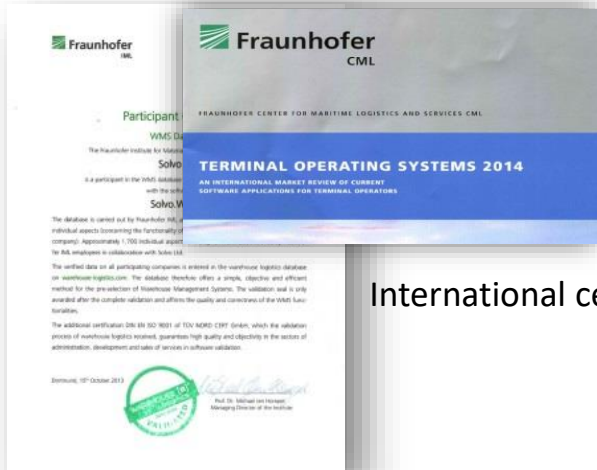 Fraunhofer
IML
Participant
WMS Da
The Fraunhofer Institute for Material
Solvo
is a participant in the WMS database
with the softw
Solvo.W
The database is carried out by Fraunhofer IML a
individual aspects (concerning the functionality of
company). Approximately 1,700 individual aspect
for IML employees in collaboration with Solvo Ltd.
The verified data on all participating companies is entered in the warehouse logistics database
on warehouse-logistics.com. The database therefore offers a simple, objective and efficient
method for the pre-selection of Warehouse Management Systems. The validation seal is only
awarded after the complete validation and affirms the quality and correctness of the WMS func-
tionalities.
The additional certification DIN EN ISO 9001 of TÜV NORD CERT GmbH, which the validation
process of warehouse logistics received, guarantees high quality and objectivity in the sectors of
administration, development and sales of services in software validation.
Dortmund, 15th October 2013
WAREHOUSE
LOGISTICS
VALIDATED
Prof. Dr. Michael ten Hompel
Managing Director of the Institute
Fraunhofer
CML
FRAUNHOFER CENTER FOR MARITIME LOGISTICS AND SERVICES CML
TERMINAL OPERATING SYSTEMS 2014
AN INTERNATIONAL MARKET REVIEW OF CURRENT
SOFTWARE APPLICATIONS FOR TERMINAL OPERATORS
International ce